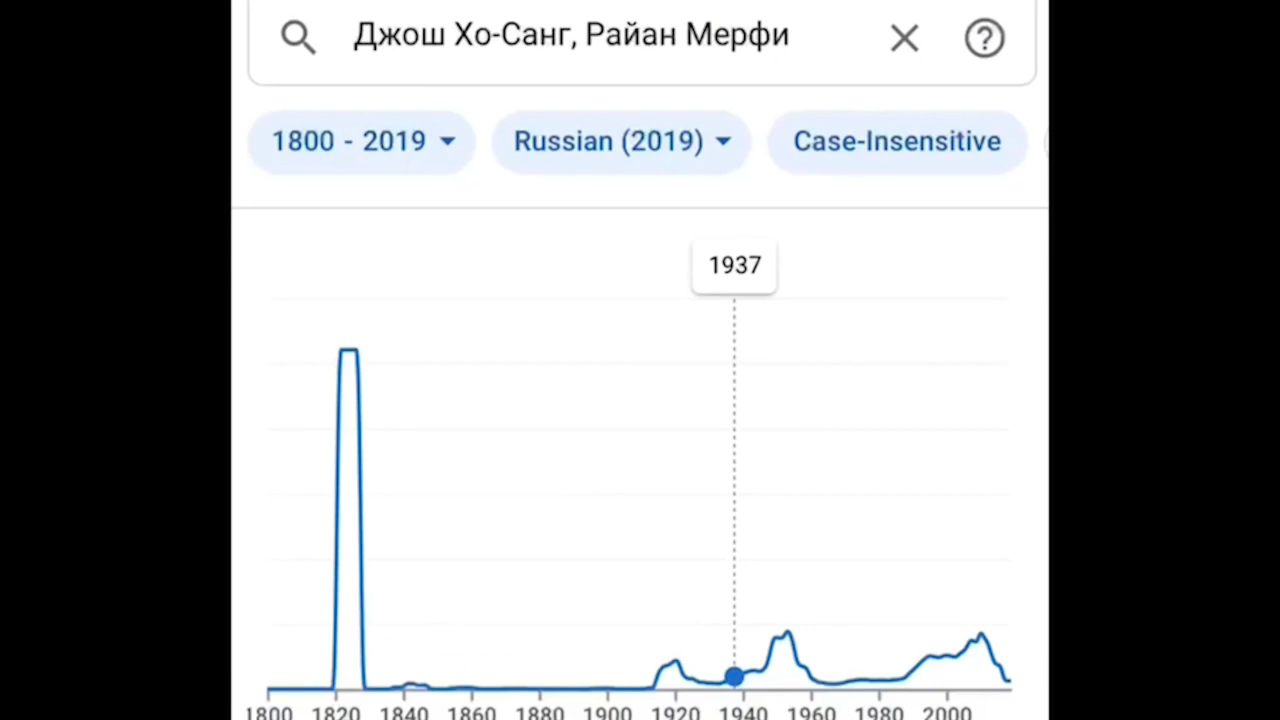 Джош Хо-Санг, Райан Мерфи
1800 - 2019 Russian (2019) Case-Insensitive
1937
1800 1820 1840 1860 1880 1900 1920 1940 1960 1980 2000